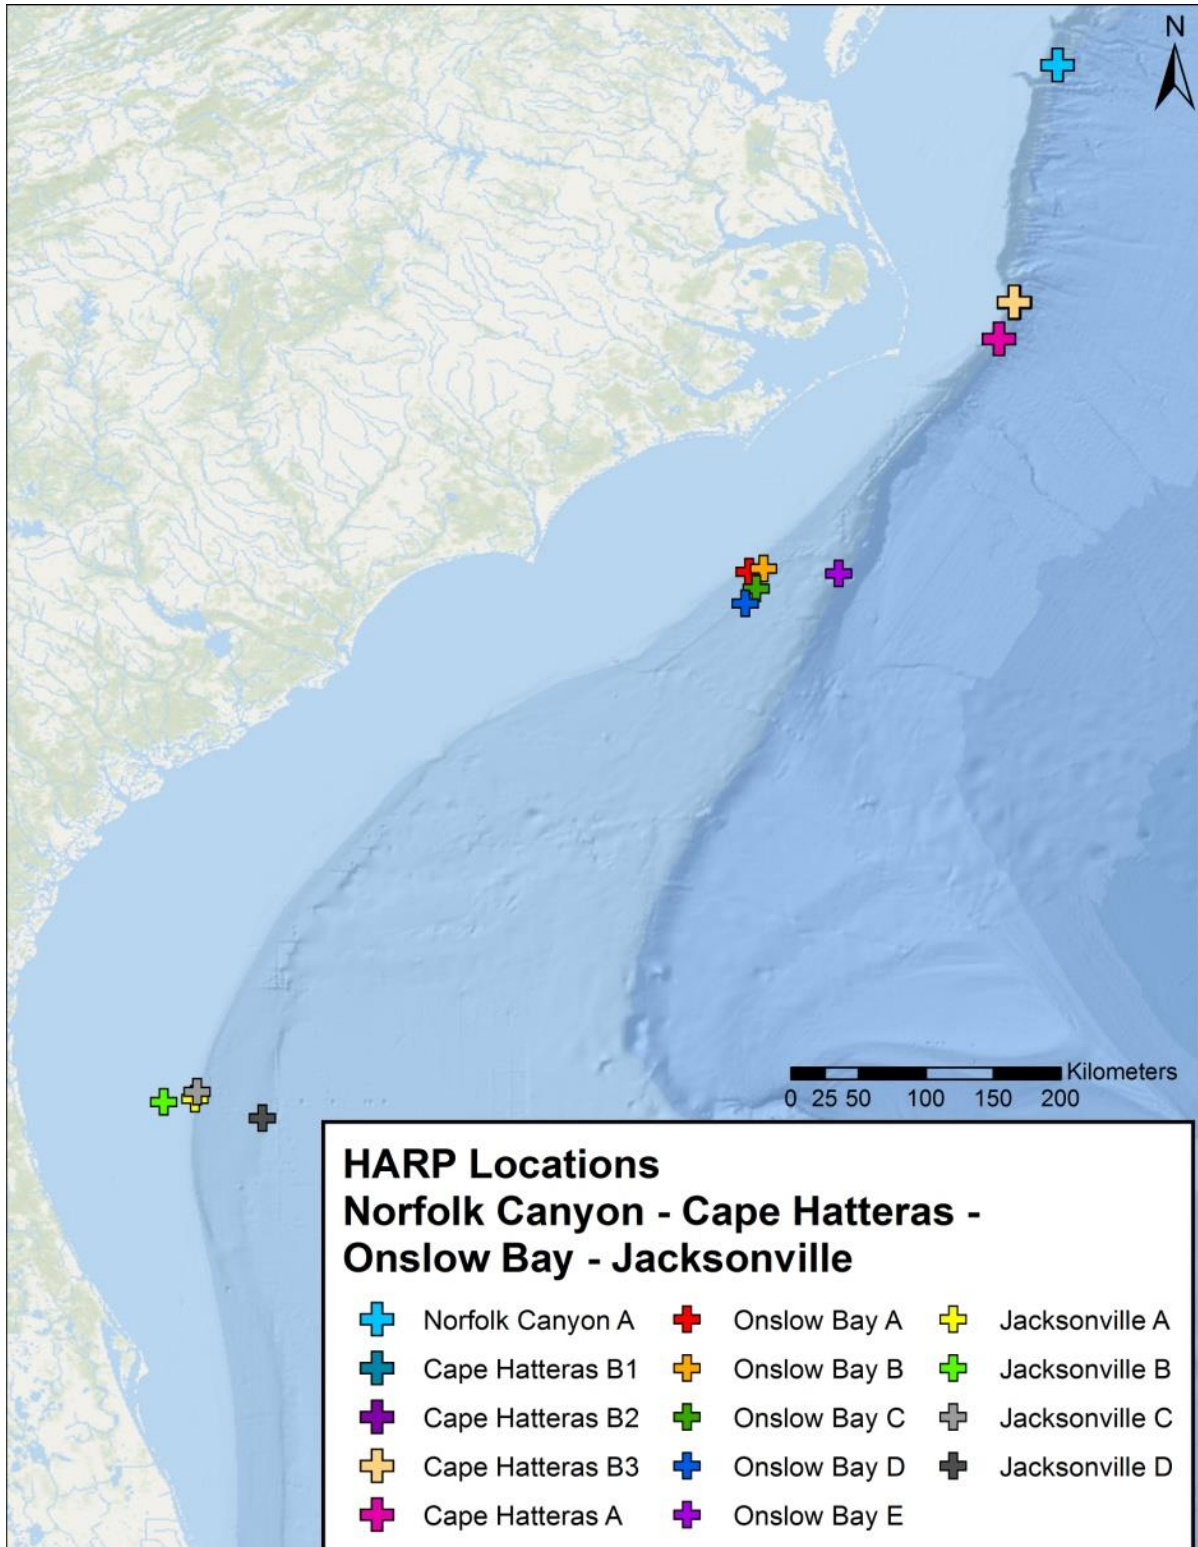 N
Kilometers
0 25 50 100 150 200
HARP Locations
Norfolk Canyon - Cape Hatteras -
Onslow Bay - Jacksonville
Norfolk Canyon A
Cape Hatteras B1
Cape Hatteras B2
Cape Hatteras B3
Cape Hatteras A
Onslow Bay A
Onslow Bay B
Onslow Bay C
Onslow Bay D
Onslow Bay E
Jacksonville A
Jacksonville B
Jacksonville C
Jacksonville D